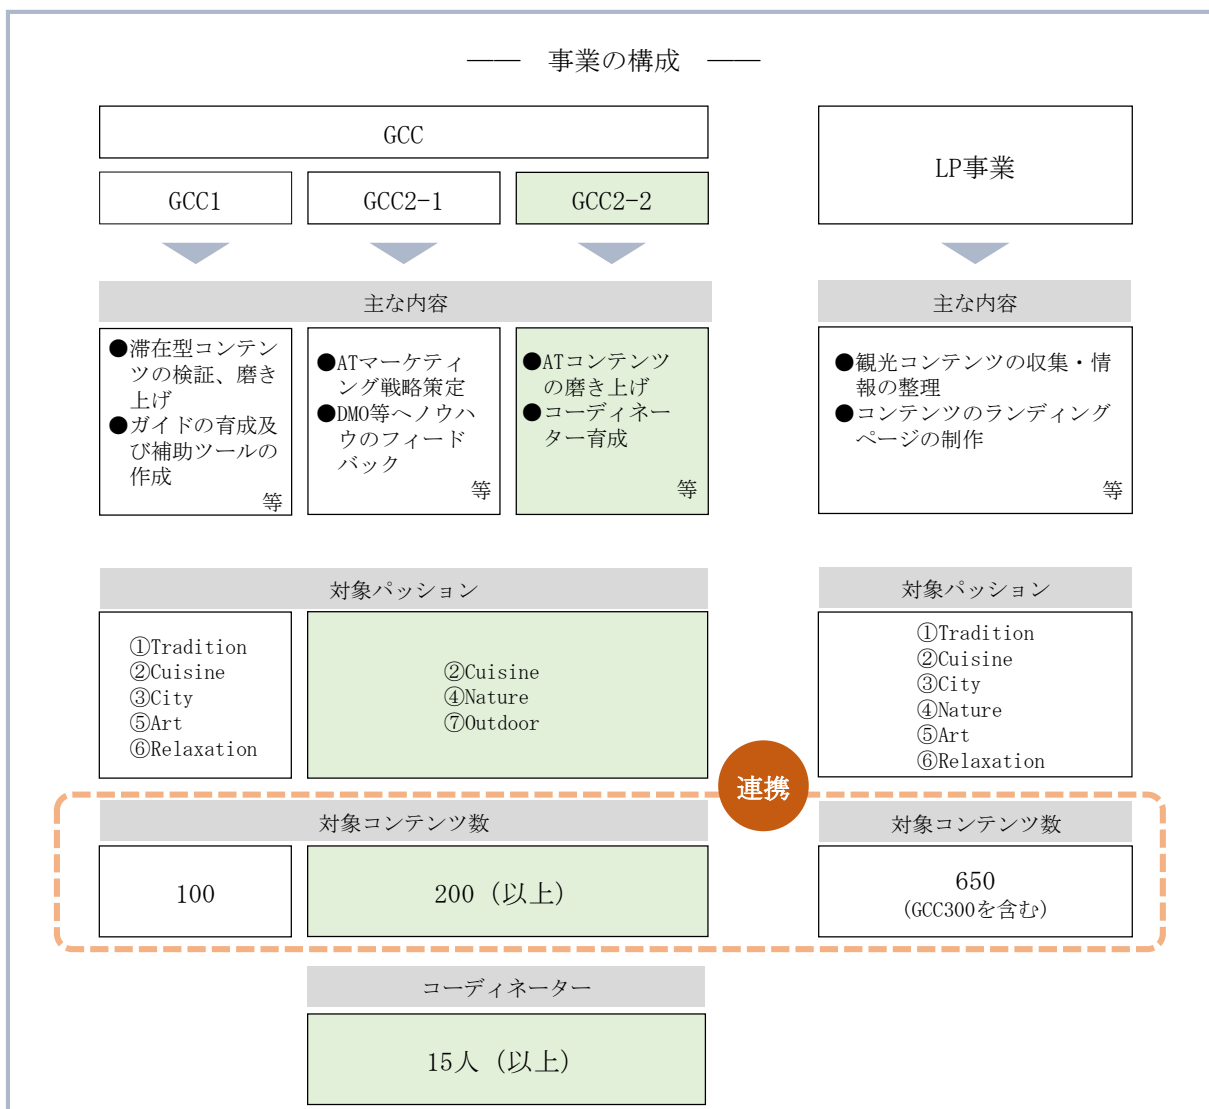 ―― 事業の構成 ――
GCC
GCC1
GCC2-1
GCC2-2
LP事業
主な内容
●滞在型コンテン
ツの検証、磨き
上げ
●ガイドの育成及
び補助ツールの
作成
等
●ATマーケティ
ング戦略策定
●DMO等へノウハ
ウのフィード
バック
等
●ATコンテンツ
の磨き上げ
●コーディネー
ター育成
等
主な内容
●観光コンテンツの収集・情
報の整理
●コンテンツのランディング
ページの制作
等
対象パッション
①Tradition
②Cuisine
③City
⑤Art
⑥Relaxation
②Cuisine
④Nature
⑦Outdoor
対象パッション
①Tradition
②Cuisine
③City
④Nature
⑤Art
⑥Relaxation
連携
対象コンテンツ数
100
200（以上）
対象コンテンツ数
650
(GCC300を含む)
コーディネーター
15人（以上）